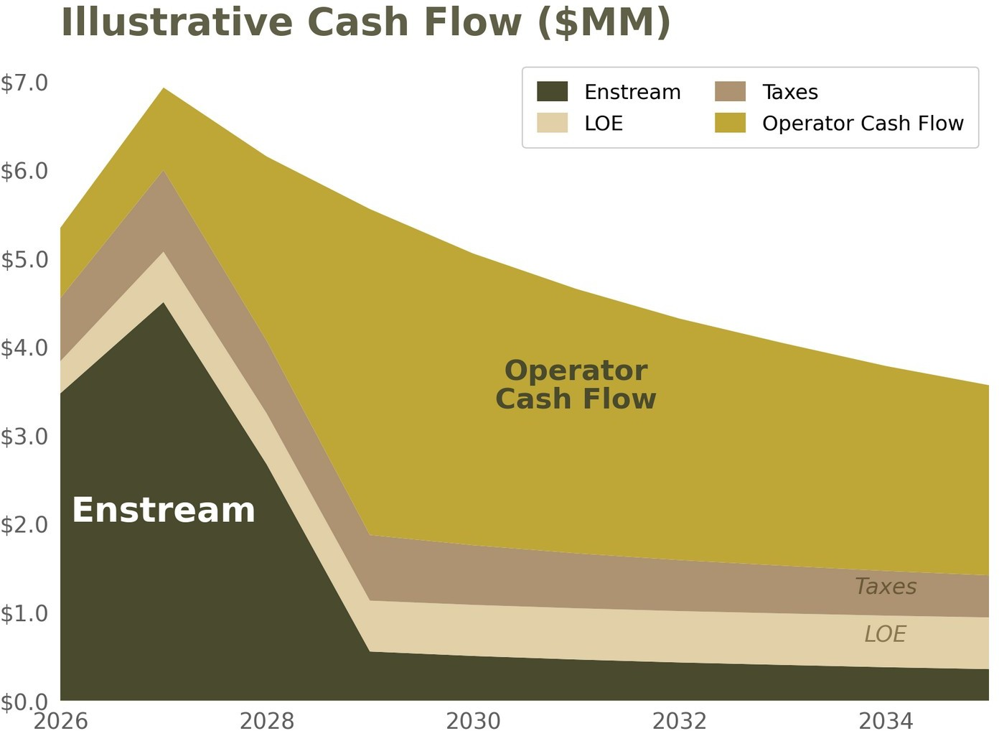 Illustrative Cash Flow ($MM)
Enstream
Taxes
LOE
Operator Cash Flow
$7.0
$6.0
$5.0
$4.0
$3.0
$2.0
$1.0
$0.0
Operator
Cash Flow
Enstream
Taxes
LOE
2026
2028
2030
2032
2034